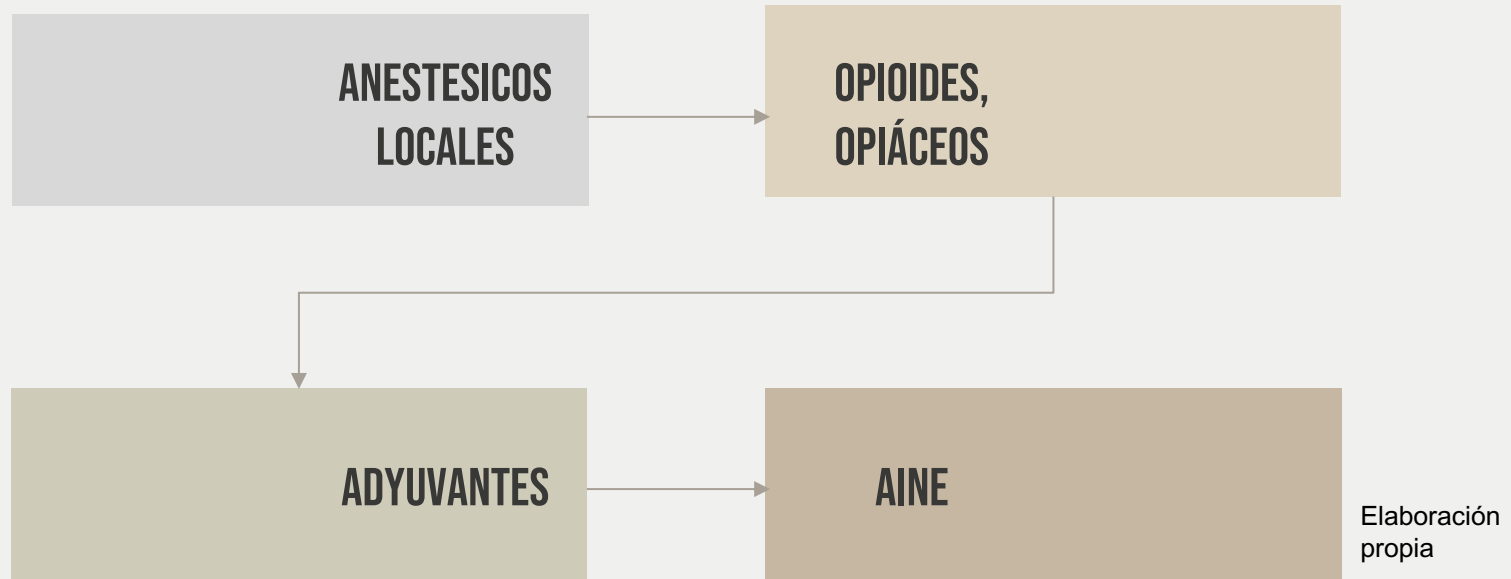 ANESTESICOS
LOCALES
OPIOIDES,
OPIÁCEOS
ADYUVANTES
AINE
Elaboración
propia